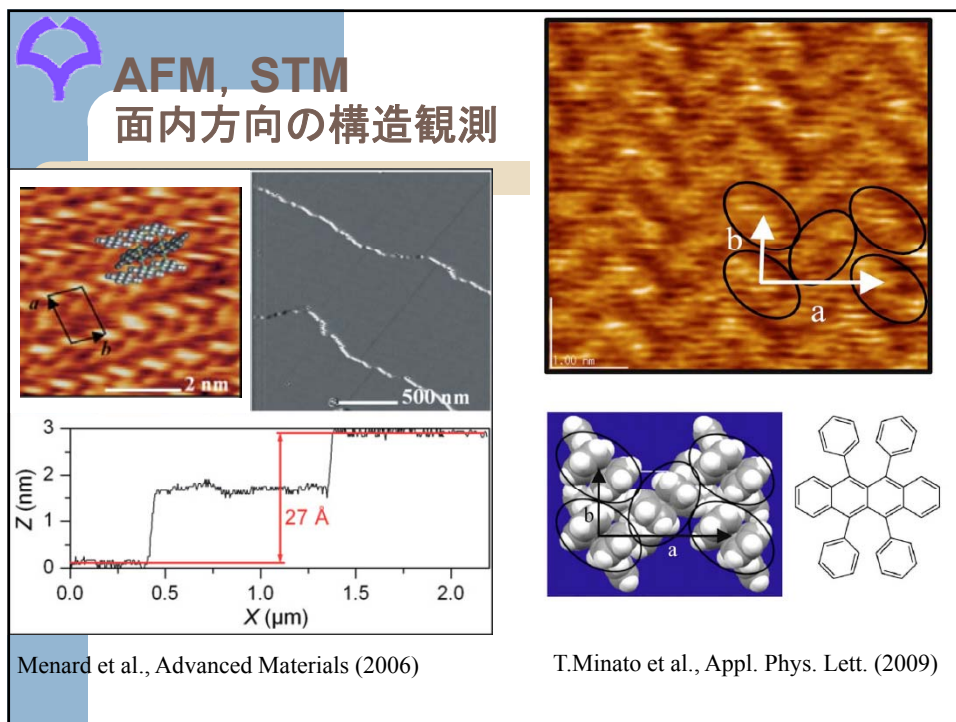 AFM, STM
面内方向の構造観測
a
b
2 nm
500 nm
3
2
1
0
Z (nm)
27 Å
0.0 0.5 1.0 1.5 2.0
X (µm)
Menard et al., Advanced Materials (2006)
b
a
1.00 nm
b
a
T.Minato et al., Appl. Phys. Lett. (2009)